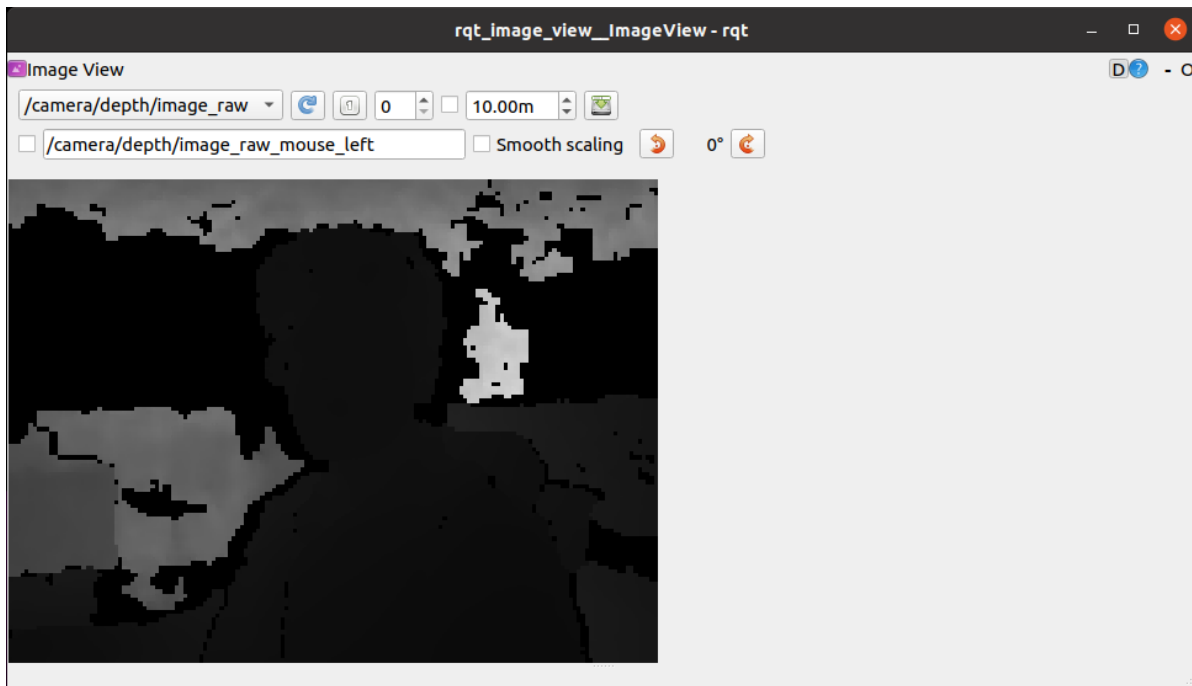 rqt_image_view__ImageView - rqt
Image View
D ? - O
/camera/depth/image_raw 0 10.00m
/camera/depth/image_raw_mouse_left Smooth scaling 0°